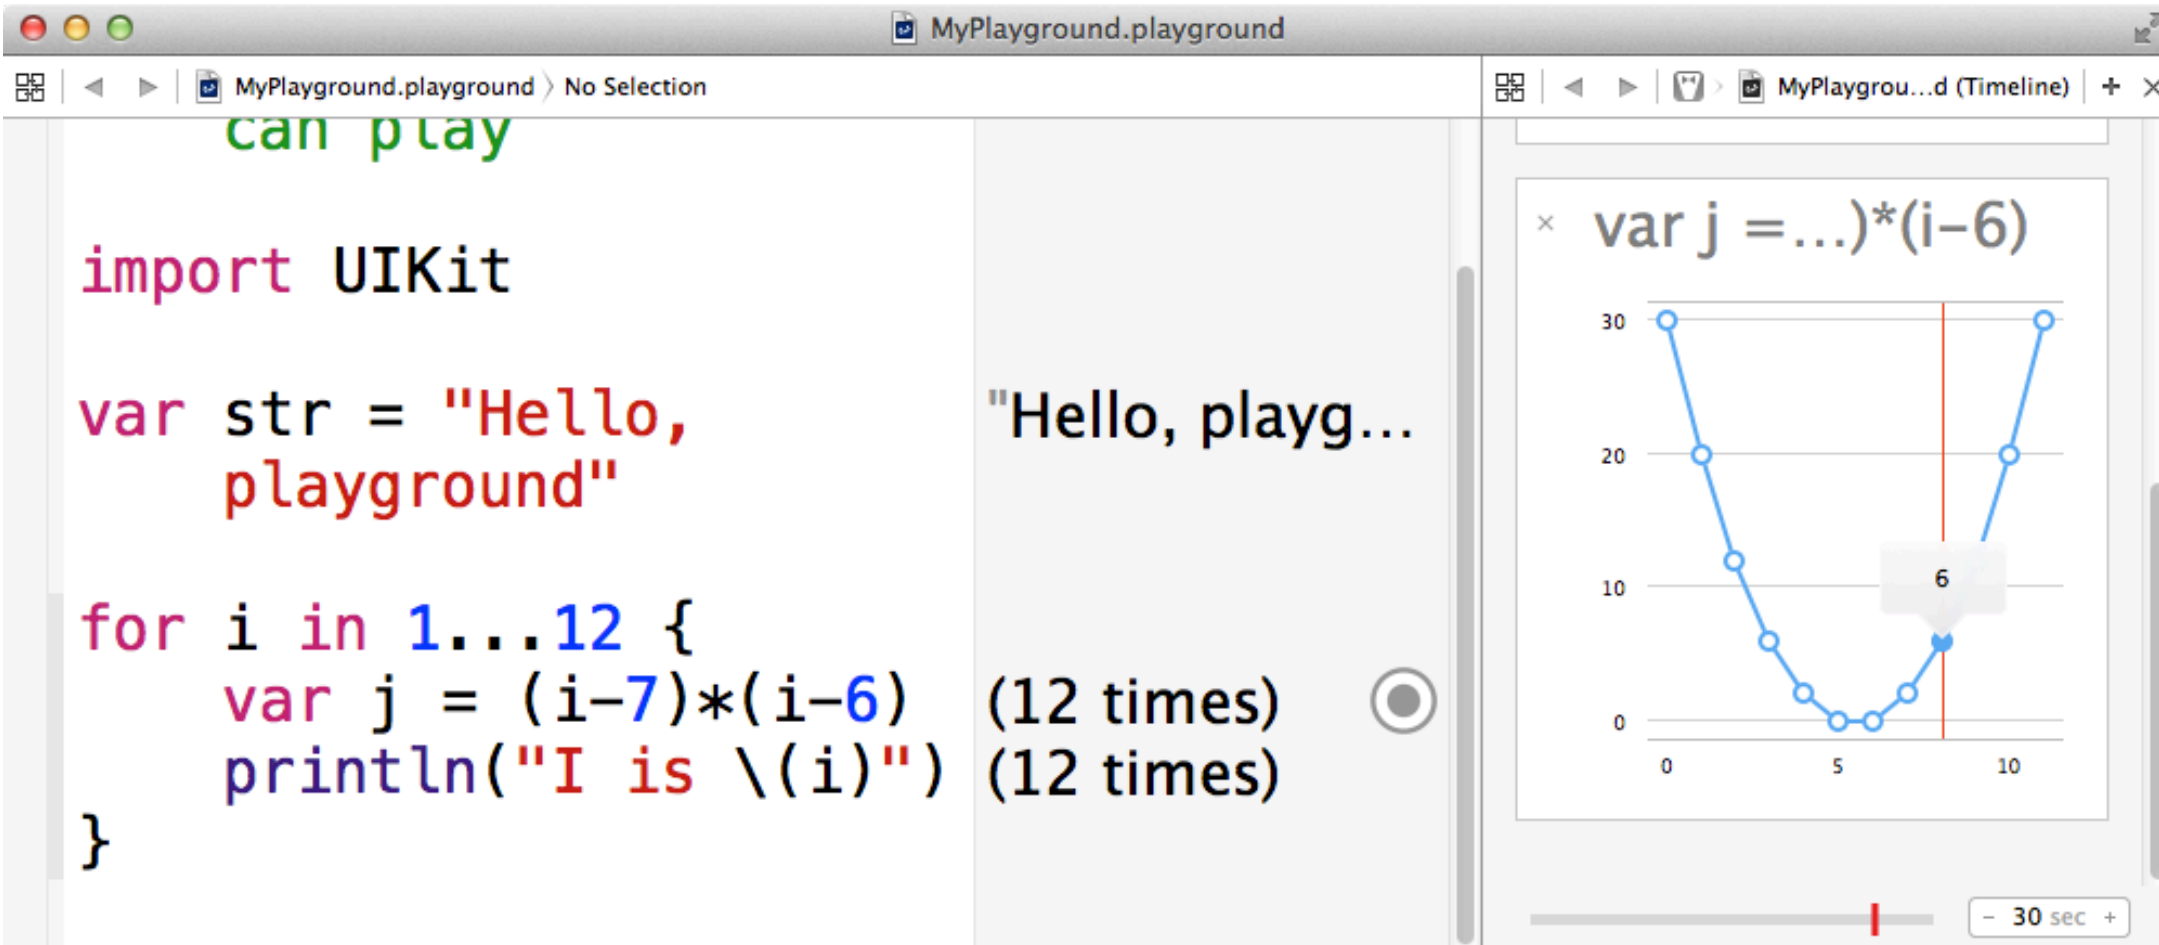 MyPlayground.playground
MyPlayground.playground 〉 No Selection
MyPlaygrou...d (Timeline) + ×
can play
import UIKit
var str = "Hello,
playground"
"Hello, playg...
for i in 1...12 {
var j = (i-7)*(i-6) (12 times)
println("I is \(i)") (12 times)
}
× var j =...)*(i-6)
30
20
10
0
6
0 5 10
- 30 sec +